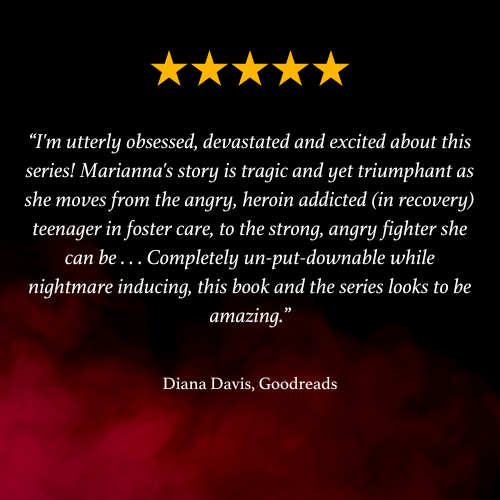 “I'm utterly obsessed, devastated and excited about this
series! Marianna's story is tragic and yet triumphant as
she moves from the angry, heroin addicted (in recovery)
teenager in foster care, to the strong, angry fighter she
can be . . . Completely un-put-downable while
nightmare inducing, this book and the series looks to be
amazing.”
Diana Davis, Goodreads